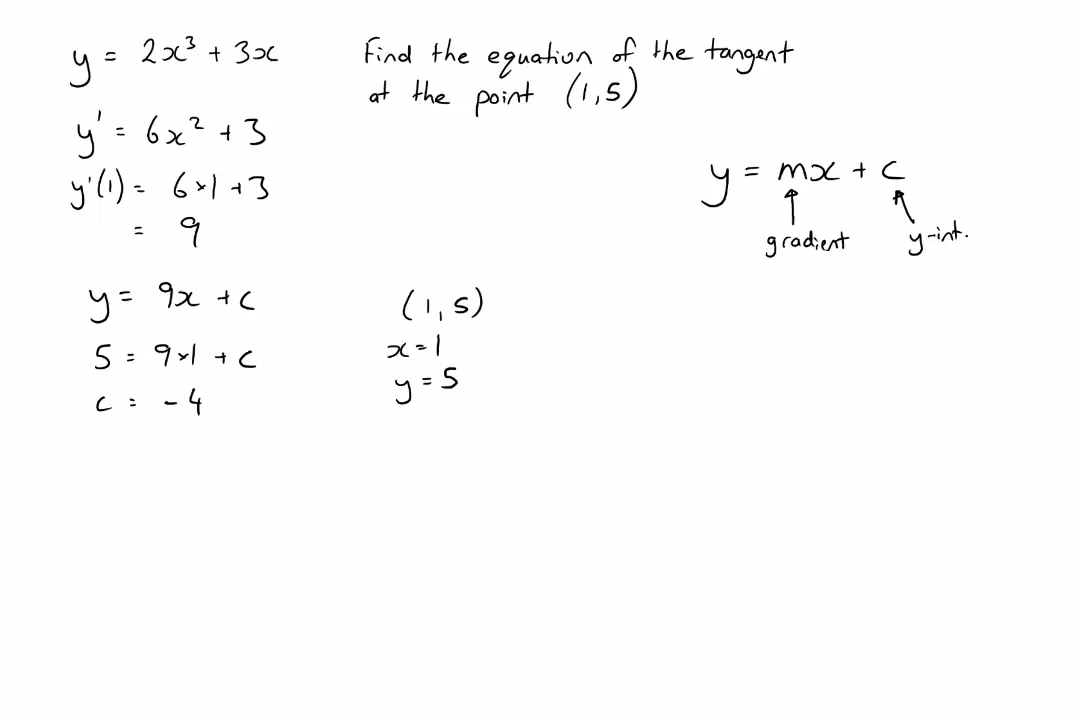 y = 2x³ + 3x
Find the equation of the tangent
at the point (1,5)
y' = 6x² + 3
y'(1) = 6×1 + 3
= 9
y = mx + c
gradient
y-int.
y = 9x + c
5 = 9×1 + c
c = -4
(1,5)
x = 1
y = 5